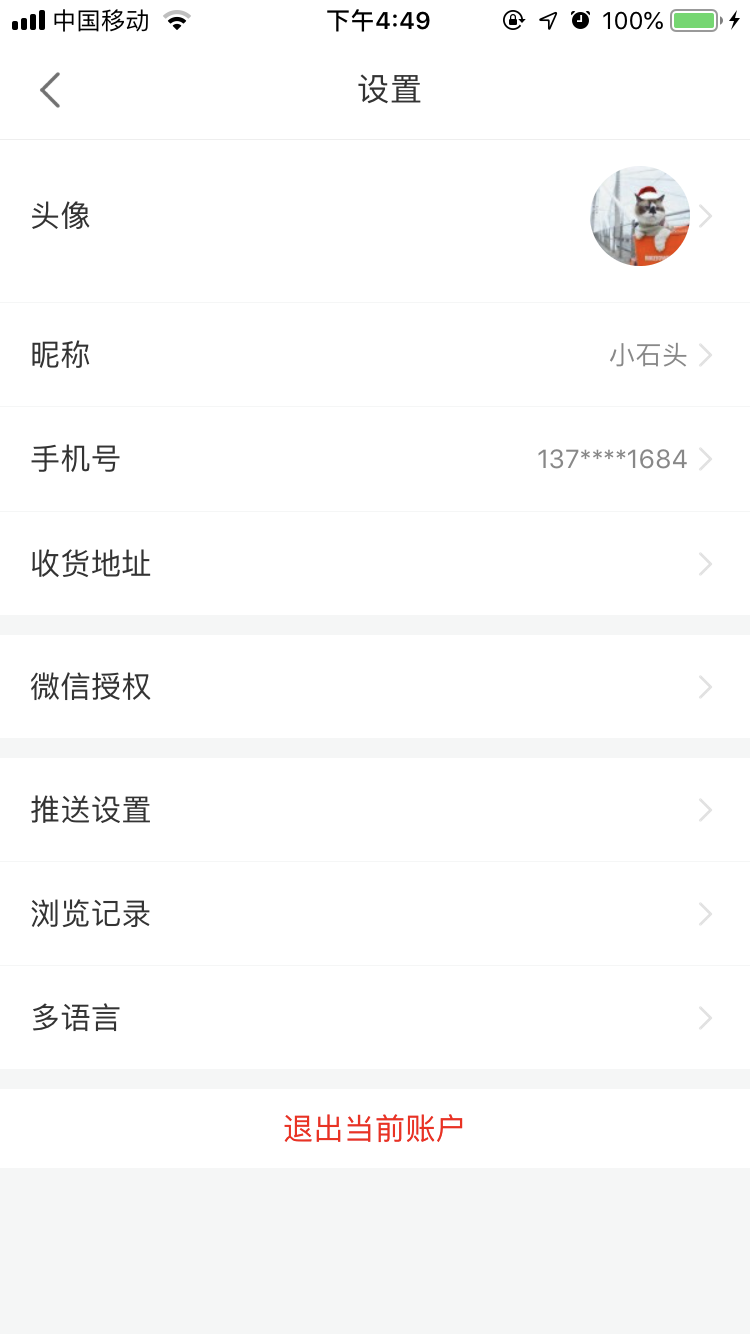 中国移动 下午4:49 100%
设置
头像
昵称 小石头
手机号 137****1684
收货地址
微信授权
推送设置
浏览记录
多语言
退出当前账户